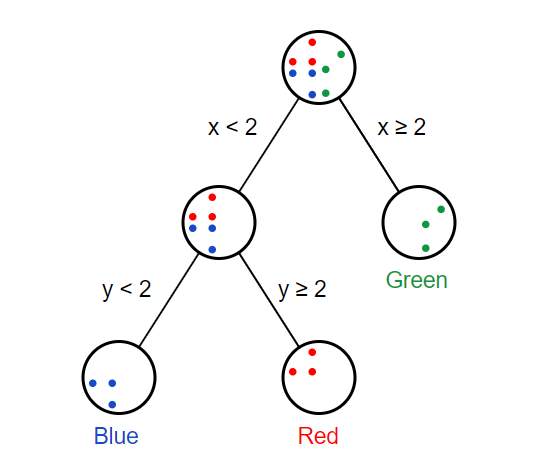 x < 2
x ≥ 2
Green
y < 2
y ≥ 2
Blue
Red